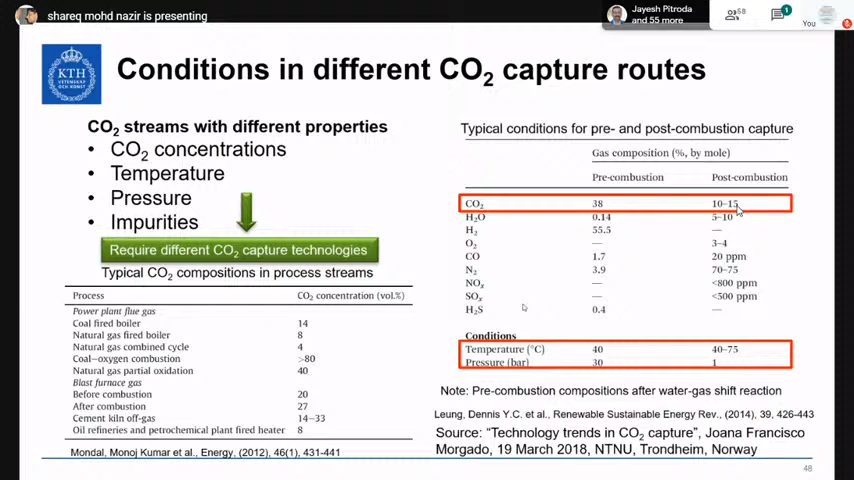 shareq mohd nazir is presenting
Jayesh Pitroda
and 55 more
58
1
You
KTH
VETENSKAP
OCH KONST
Conditions in different CO₂ capture routes
CO₂ streams with different properties
• CO₂ concentrations
• Temperature
• Pressure
• Impurities
Require different CO₂ capture technologies
Typical CO₂ compositions in process streams
Process CO₂ concentration (vol.%)
Power plant flue gas
Coal fired boiler 14
Natural gas fired boiler 8
Natural gas combined cycle 4
Coal–oxygen combustion >80
Natural gas partial oxidation 40
Blast furnace gas
Before combustion 20
After combustion 27
Cement kiln off-gas 14–33
Oil refineries and petrochemical plant fired heater 8
Mondal, Monoj Kumar et al., Energy, (2012), 46(1), 431-441
Typical conditions for pre- and post-combustion capture
Gas composition (%, by mole)
Pre-combustion Post-combustion
CO₂ 38 10–15
H₂O 0.14 5–10
H₂ 55.5 —
O₂ — 3–4
CO 1.7 20 ppm
N₂ 3.9 70–75
NOₓ — <800 ppm
SOₓ — <500 ppm
H₂S 0.4 —
Conditions
Temperature (°C) 40 40–75
Pressure (bar) 30 1
Note: Pre-combustion compositions after water-gas shift reaction
Leung, Dennis Y.C. et al., Renewable Sustainable Energy Rev., (2014), 39, 426-443
Source: “Technology trends in CO₂ capture”, Joana Francisco
Morgado, 19 March 2018, NTNU, Trondheim, Norway
48